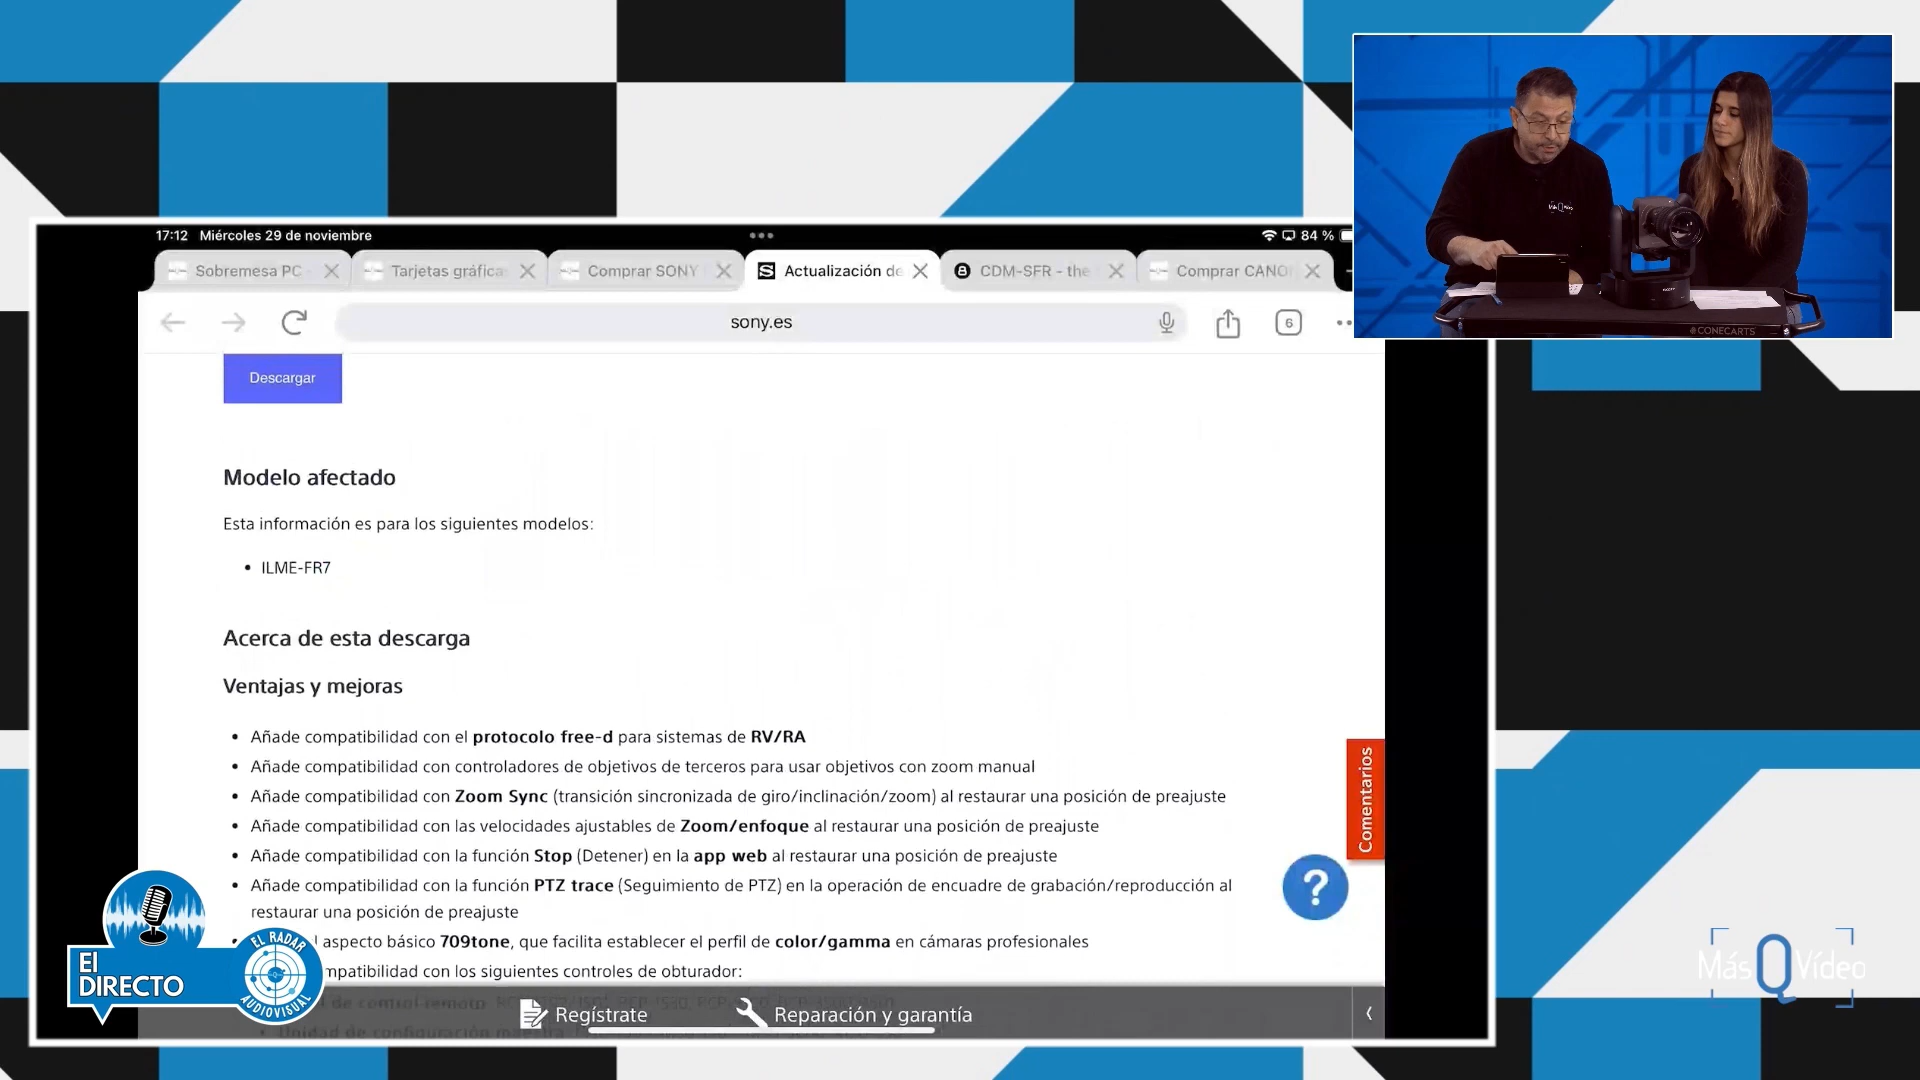 17:12 Miércoles 29 de noviembre
84 %
Sobremesa PC
Tarjetas gráfica
Comprar SONY
Actualización de
CDM-SFR - the
Comprar CANO
sony.es
6
Descargar
Modelo afectado
Esta información es para los siguientes modelos:
• ILME-FR7
Acerca de esta descarga
Ventajas y mejoras
• Añade compatibilidad con el protocolo free-d para sistemas de RV/RA
• Añade compatibilidad con controladores de objetivos de terceros para usar objetivos con zoom manual
• Añade compatibilidad con Zoom Sync (transición sincronizada de giro/inclinación/zoom) al restaurar una posición de preajuste
• Añade compatibilidad con las velocidades ajustables de Zoom/enfoque al restaurar una posición de preajuste
• Añade compatibilidad con la función Stop (Detener) en la app web al restaurar una posición de preajuste
• Añade compatibilidad con la función PTZ trace (Seguimiento de PTZ) en la operación de encuadre de grabación/reproducción al
restaurar una posición de preajuste
aspecto básico 709tone, que facilita establecer el perfil de color/gamma en cámaras profesionales
mpatibilidad con los siguientes controles de obturador:
de control remoto
Unidad de configuración maestra
Comentarios
?
Regístrate
Reparación y garantía
El
DIRECTO
EL RADAR
AUDIOVISUAL
Más Q Vídeo
CONECARTS